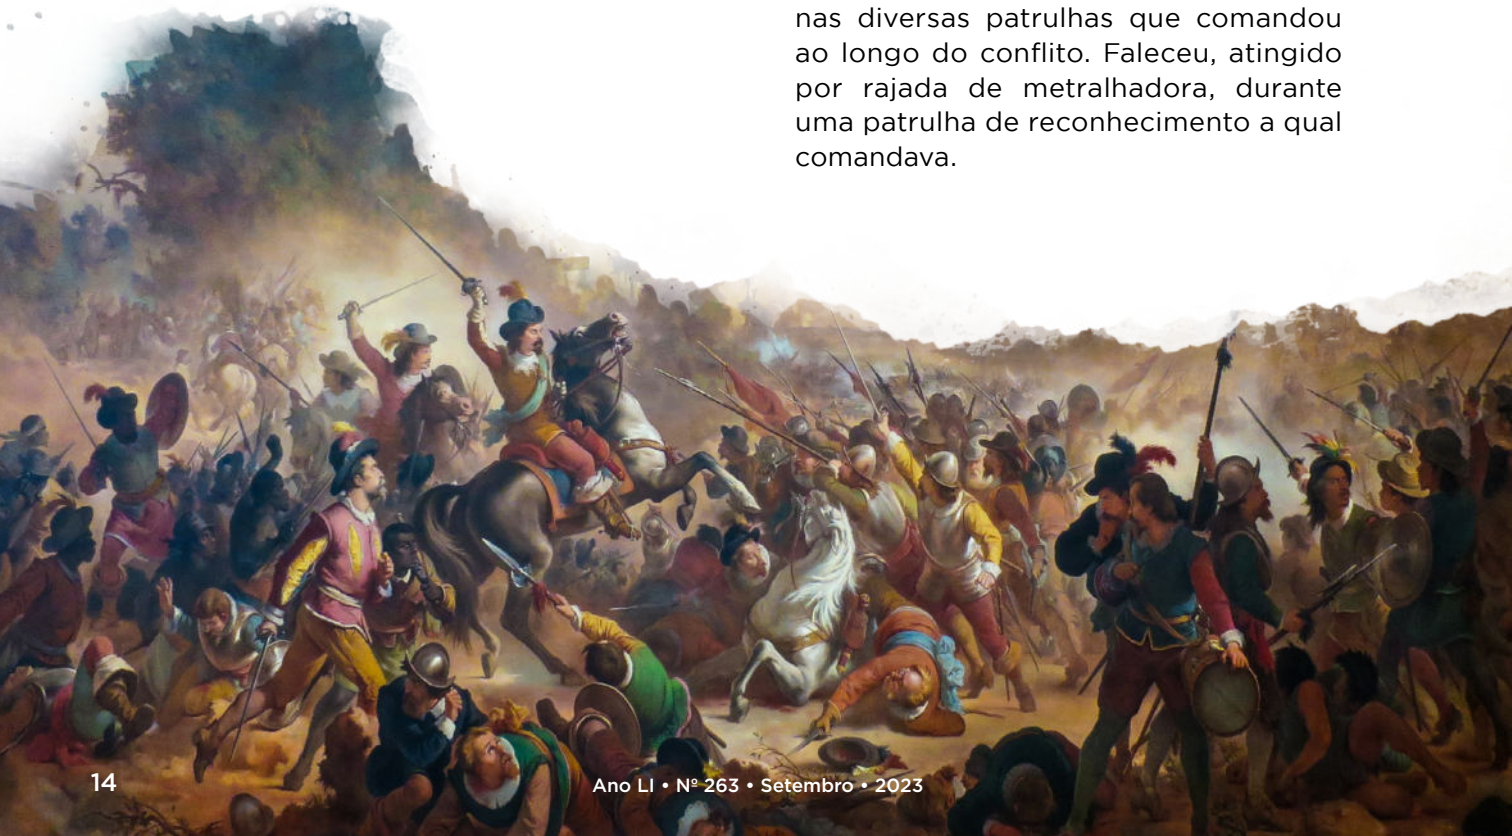 nas diversas patrulhas que comandou
ao longo do conflito. Faleceu, atingido
por rajada de metralhadora, durante
uma patrulha de reconhecimento a qual
comandava.
14
Ano LI • Nº 263 • Setembro • 2023